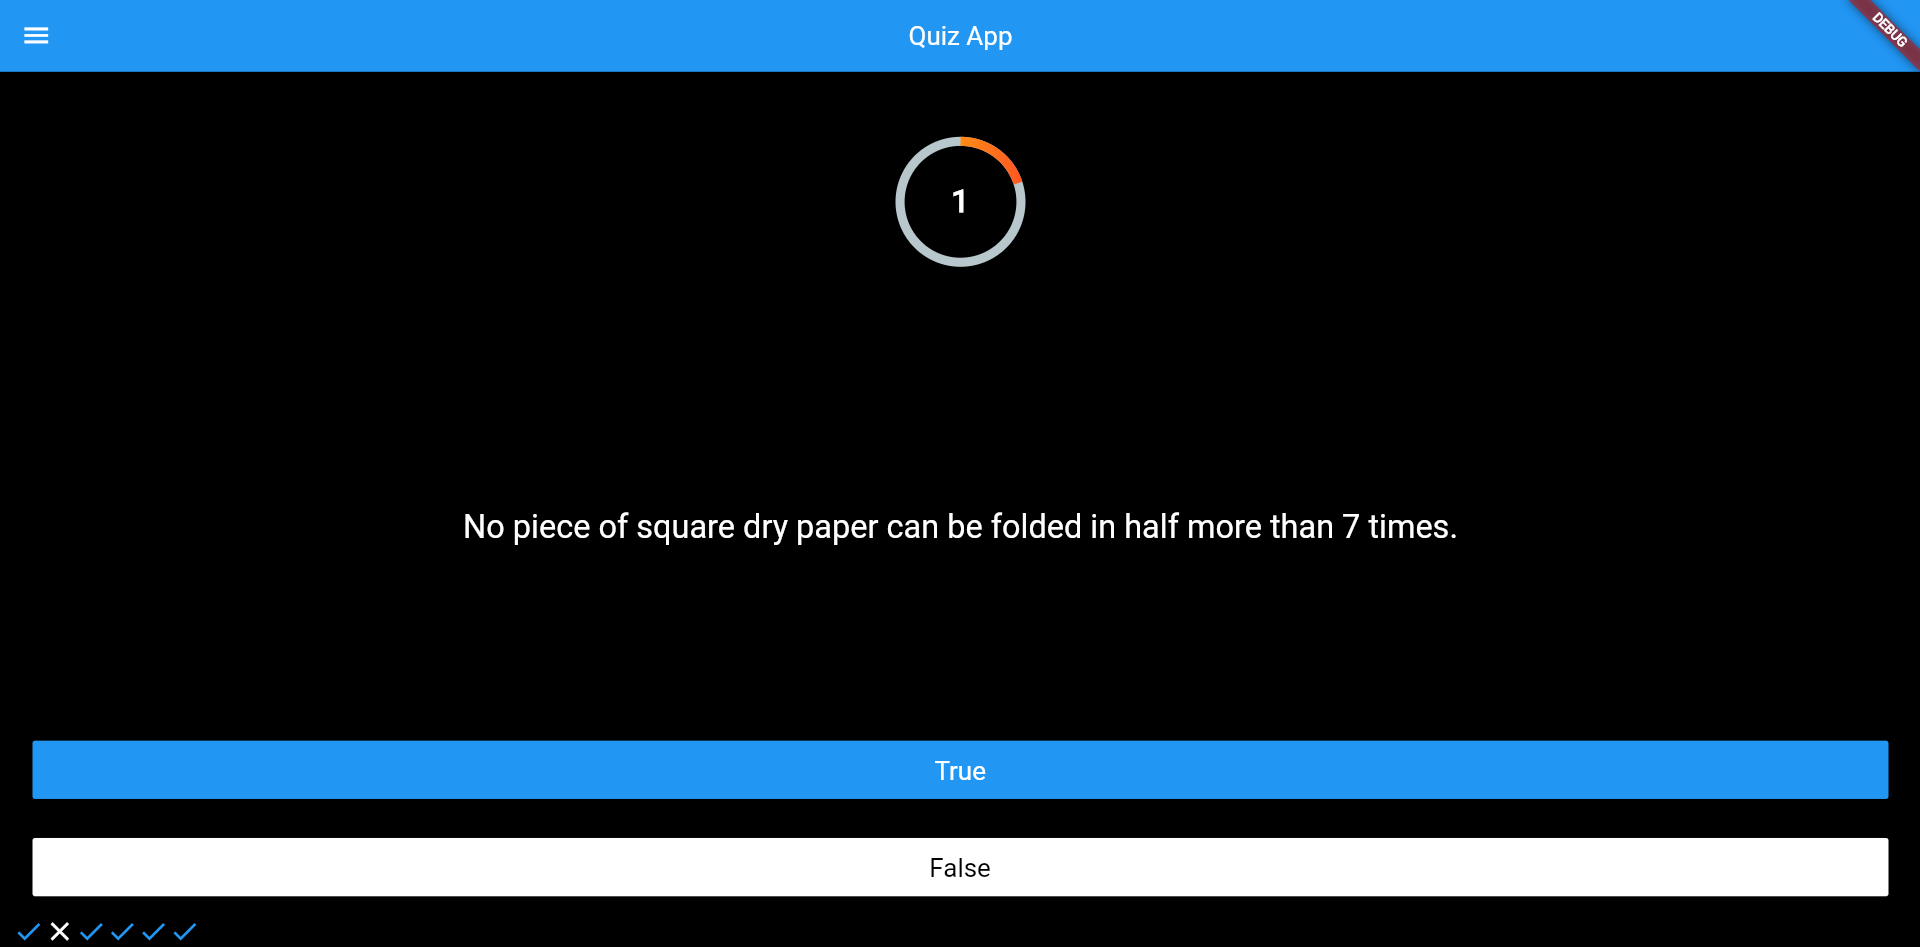 Quiz App
DEBUG
1
No piece of square dry paper can be folded in half more than 7 times.
True
False